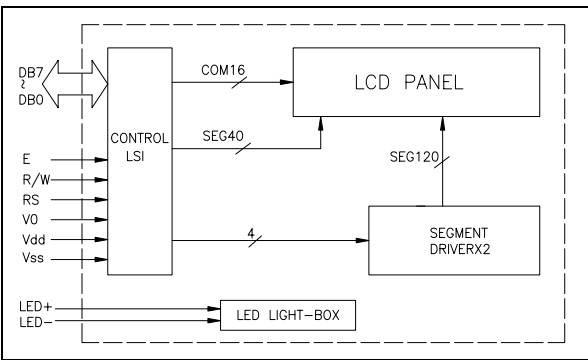 DB7
~
DB0
E
R/W
RS
V0
Vdd
Vss
LED+
LED-
CONTROL
LSI
COM16
SEG40
4
LCD PANEL
SEG120
SEGMENT
DRIVERX2
LED LIGHT-BOX